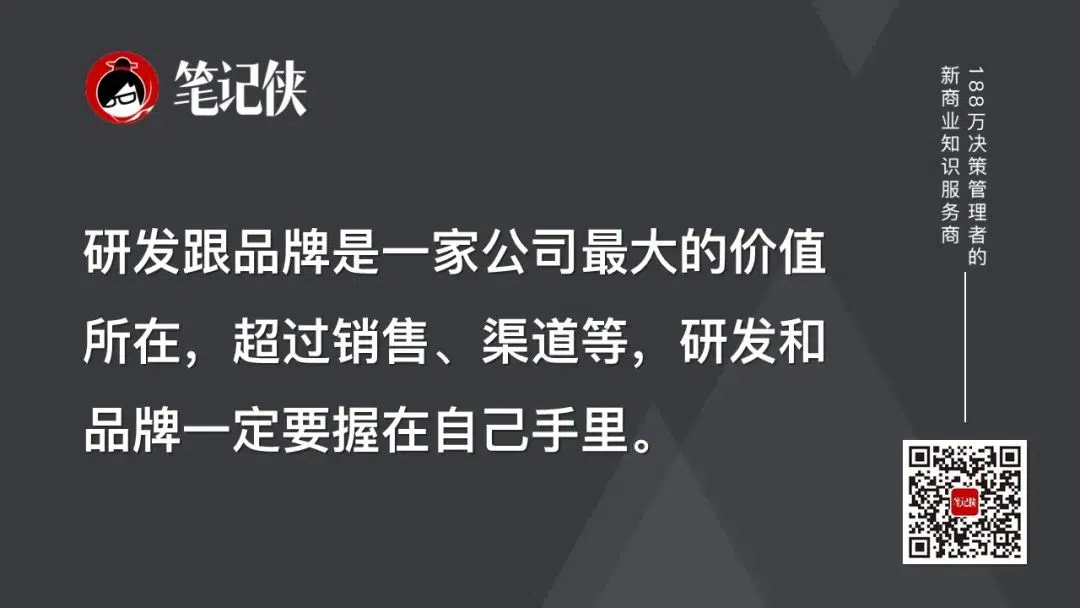 笔记侠
188万决策管理者的
新商业知识服务商
研发跟品牌是一家公司最大的价值
所在，超过销售、渠道等，研发和
品牌一定要握在自己手里。
笔记侠